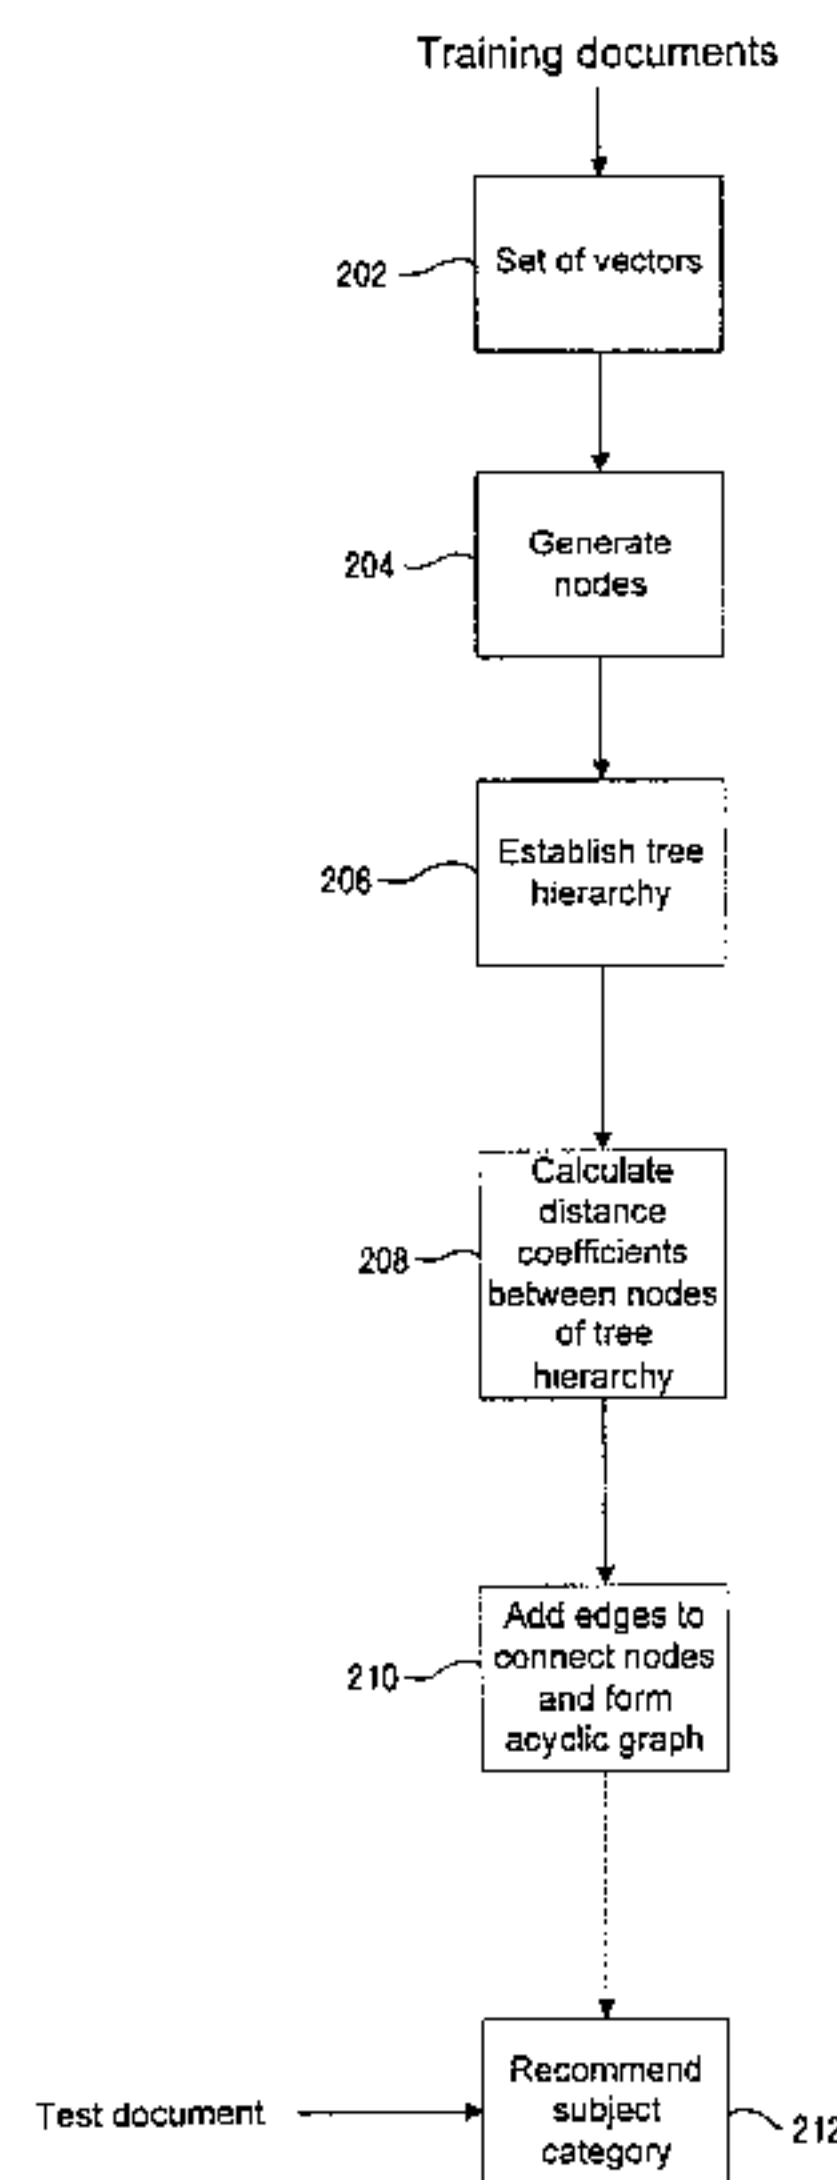 Training documents
202
Set of vectors
204
Generate
nodes
206
Establish tree
hierarchy
208
Calculate
distance
coefficients
between nodes
of tree
hierarchy
210
Add edges to
connect nodes
and form
acyclic graph
Test document
Recommend
subject
category
212